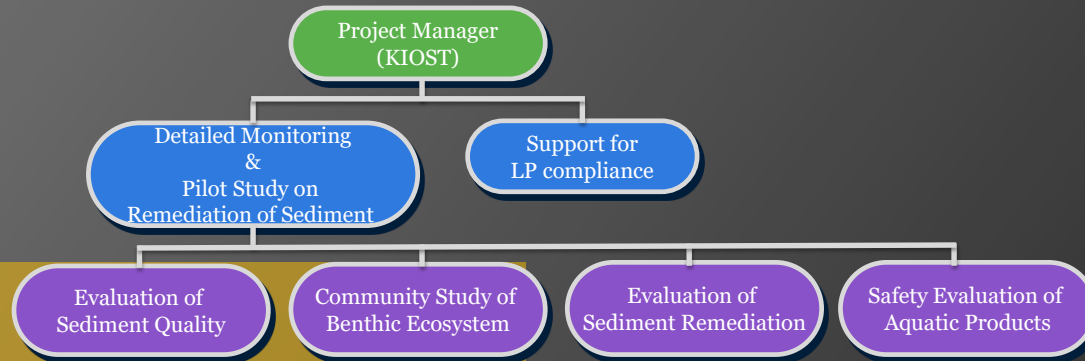 Project Manager
(KIOST)
Detailed Monitoring
&
Pilot Study on
Remediation of Sediment
Support for
LP compliance
Evaluation of
Sediment Quality
Community Study of
Benthic Ecosystem
Evaluation of
Sediment Remediation
Safety Evaluation of
Aquatic Products